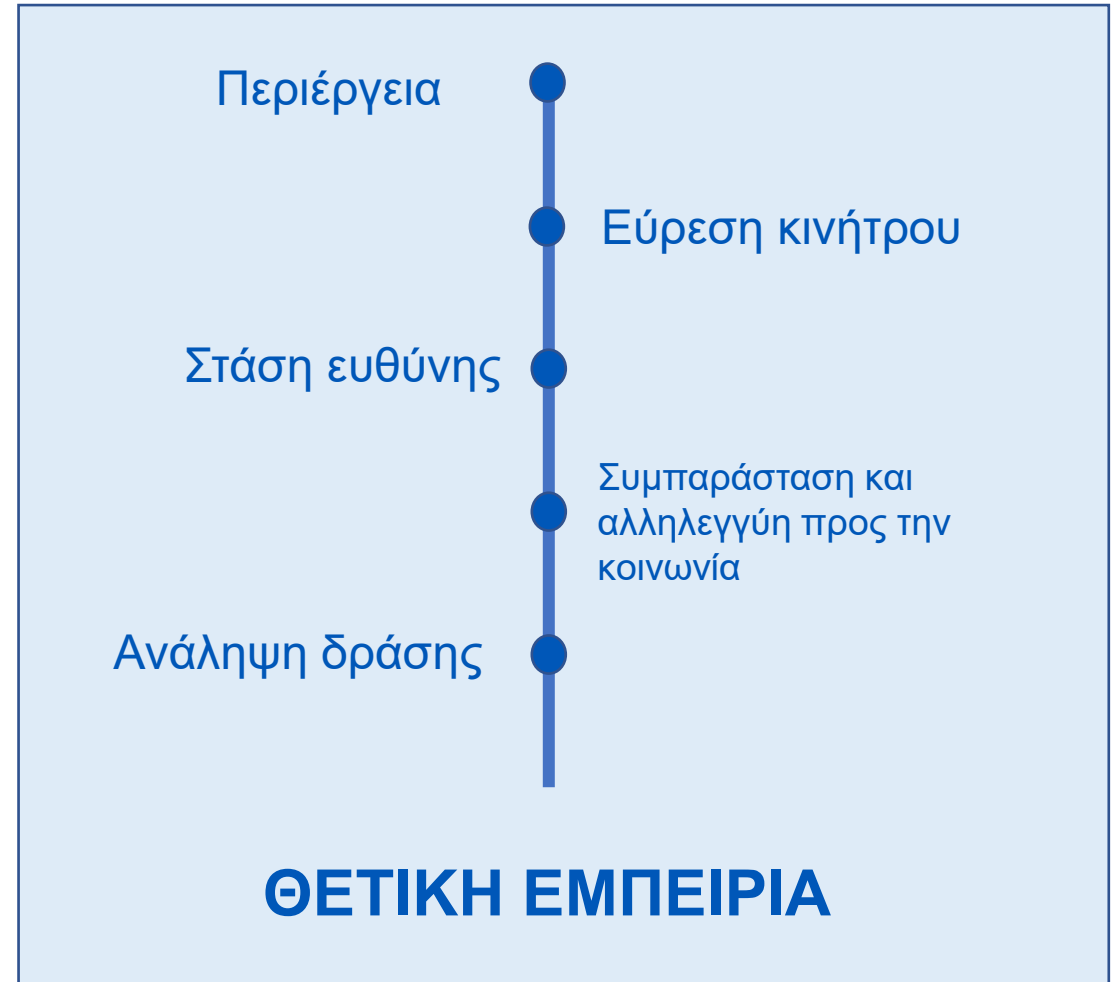 Περιέργεια
Εύρεση κινήτρου
Στάση ευθύνης
Συμπαράσταση και
αλληλεγγύη προς την
κοινωνία
Ανάληψη δράσης
ΘΕΤΙΚΗ ΕΜΠΕΙΡΙΑ